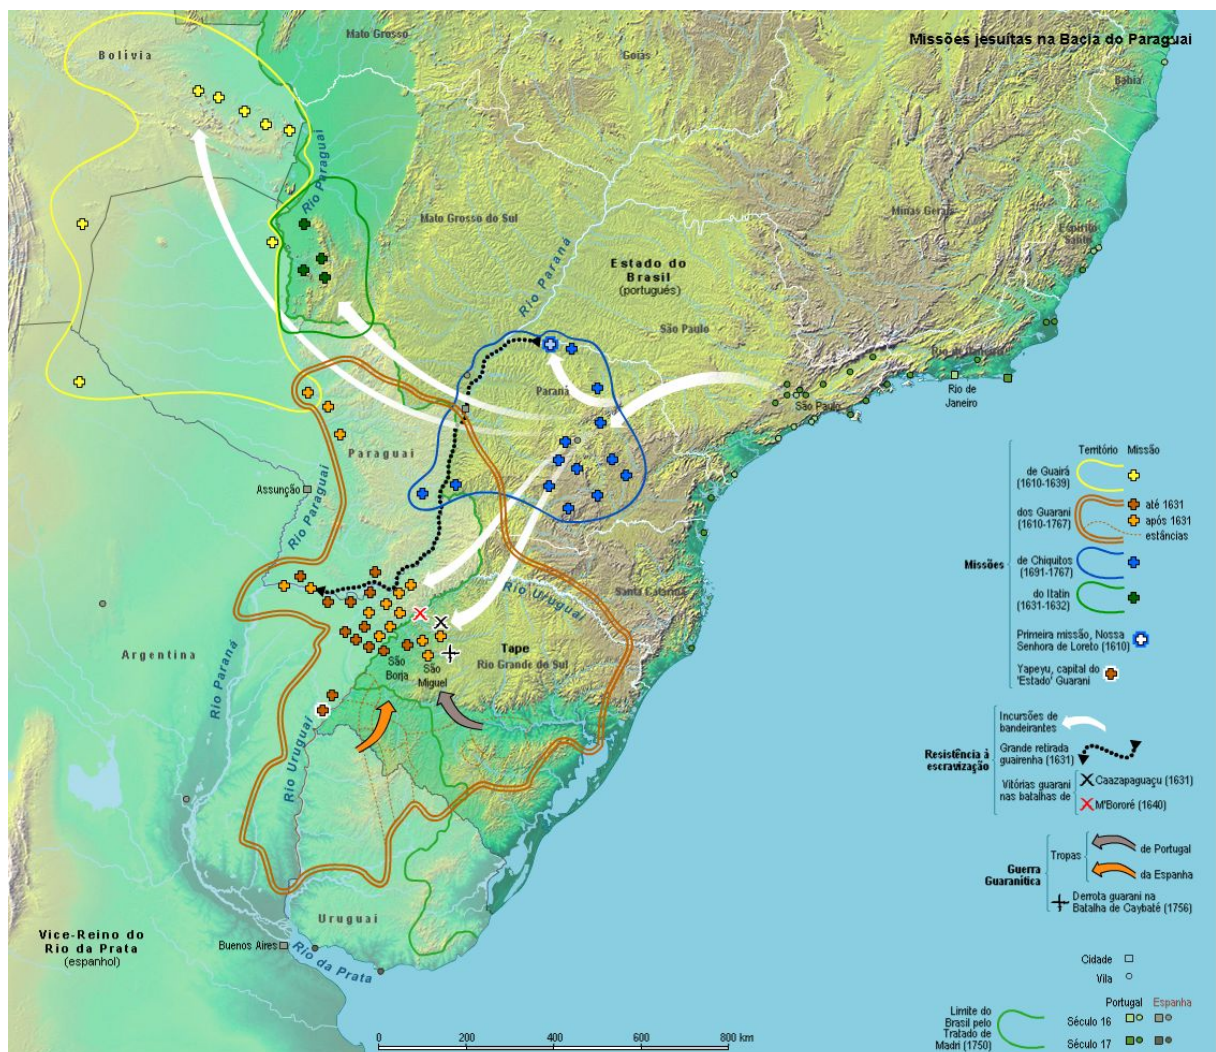 Missões jesuítas na Bacia do Paraguai
Mato Grosso
Bolívia
Goiás
Bahia
Rio Paraguai
Mato Grosso do Sul
Minas Gerais
Espírito
Santo
Rio Paraná
Estado do
Brasil
(português)
São Paulo
Rio de Janeiro
Paraná
Rio de
Janeiro
São Paulo
Paraguai
Assunção
Rio Paraguai
Santa Catarina
Rio Uruguai
Argentina
Rio Paraná
Tape
Rio Grande do Sul
São
Borja
São
Miguel
Rio Uruguai
Uruguai
Vice-Reino do
Rio da Prata
(espanhol)
Buenos Aires
Rio da Prata
0 200 400 600 800 km
Território Missão
de Guairá
(1610-1639)
dos Guarani
(1610-1767)
até 1631
após 1631
estâncias
Missões
de Chiquitos
(1691-1767)
do Itatin
(1631-1632)
Primeira missão, Nossa
Senhora de Loreto (1610)
Yapeyu, capital do
'Estado' Guarani
Incursões de
bandeirantes
Resistência à
escravização
Grande retirada
guairenha (1631)
Vitórias guarani
nas batalhas de
Caazapaguaçu (1631)
M'Bororé (1640)
Guerra
Guaranítica
Tropas
de Portugal
da Espanha
Derrota guarani na
Batalha de Caybaté (1756)
Cidade
Vila
Portugal Espanha
Limite do
Brasil pelo
Tratado de
Madri (1750)
Século 16
Século 17